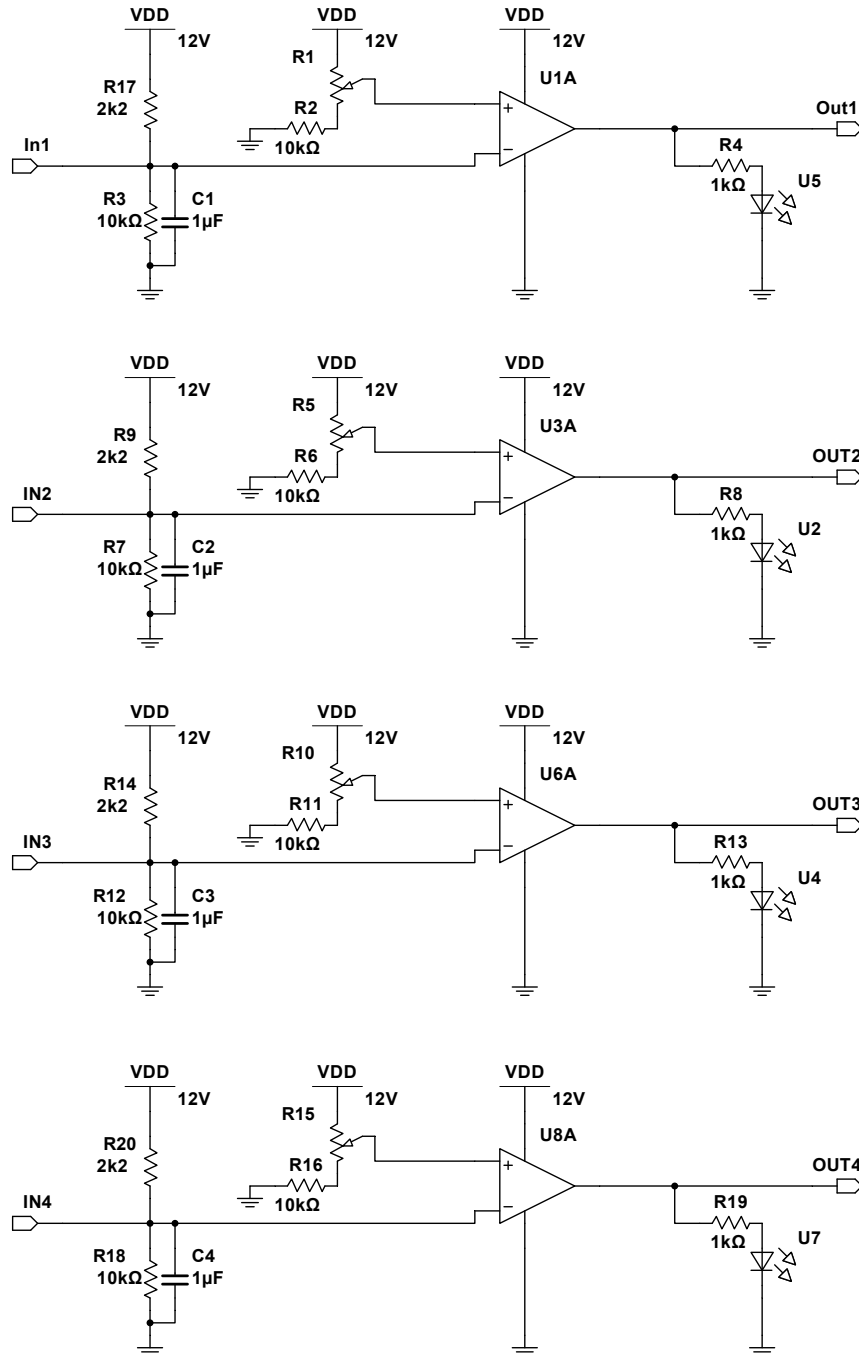 VDD
12V
VDD
12V
VDD
12V
R17
2k2
R1
R2
10kΩ
U1A
Out1
In1
R3
10kΩ
C1
1µF
R4
1kΩ
U5
VDD
12V
VDD
12V
VDD
12V
R9
2k2
R5
R6
10kΩ
U3A
OUT2
IN2
R7
10kΩ
C2
1µF
R8
1kΩ
U2
VDD
12V
VDD
12V
VDD
12V
R14
2k2
R10
R11
10kΩ
U6A
OUT3
IN3
R12
10kΩ
C3
1µF
R13
1kΩ
U4
VDD
12V
VDD
12V
VDD
12V
R20
2k2
R15
R16
10kΩ
U8A
OUT4
IN4
R18
10kΩ
C4
1µF
R19
1kΩ
U7